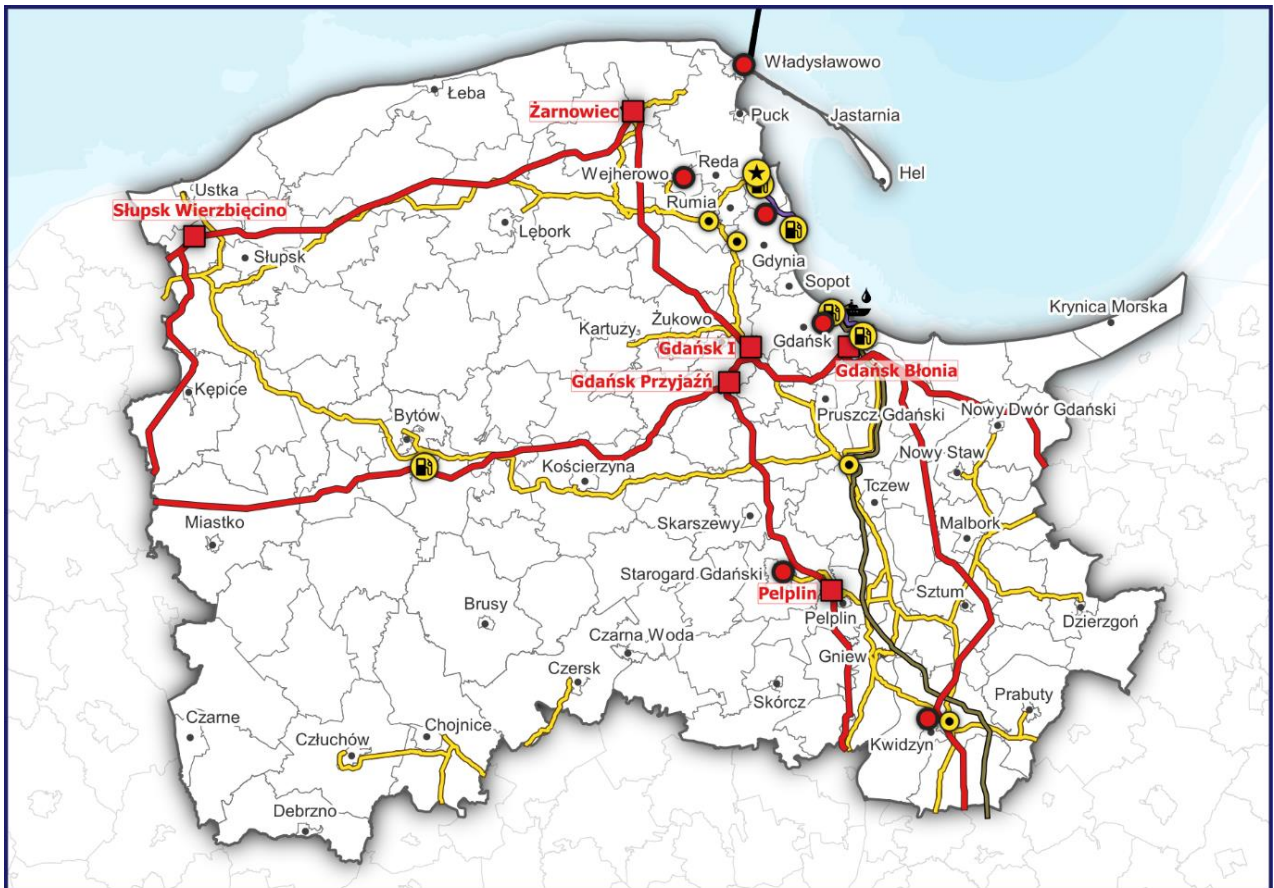 Władysławowo
Łeba
Żarnowiec
Puck
Jastarnia
Reda
Wejherowo
Hel
Ustka
Rumia
Słupsk Wierzbięcino
Lębork
Słupsk
Gdynia
Sopot
Krynica Morska
Żukowo
Kartuzy
Gdańsk
Gdańsk I
Gdańsk Błonia
Gdańsk Przyjaźń
Kępice
Bytów
Pruszcz Gdański
Nowy Dwór Gdański
Nowy Staw
Kościerzyna
Tczew
Miastko
Skarszewy
Malbork
Starogard Gdański
Pelplin
Sztum
Brusy
Pelplin
Dzierzgoń
Czarna Woda
Gniew
Czersk
Skórcz
Prabuty
Czarne
Chojnice
Człuchów
Kwidzyn
Debrzno